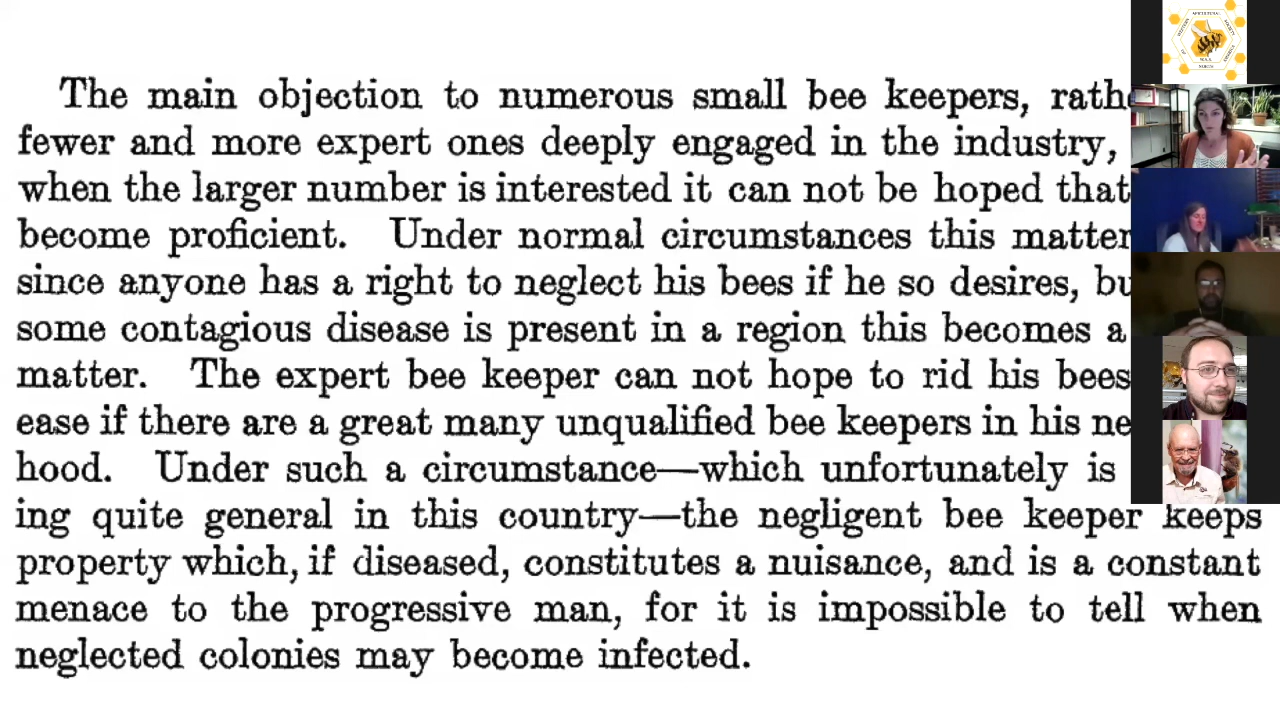 The main objection to numerous small bee keepers,
fewer and more expert ones deeply engaged in the industry,
when the larger number is interested it can not be hoped that
become proficient. Under normal circumstances this matter
since anyone has a right to neglect his bees if he so desires,
some contagious disease is present in a region this becomes a
matter. The expert bee keeper can not hope to rid his bees
ease if there are a great many unqualified bee keepers in his
hood. Under such a circumstance—which unfortunately is
ing quite general in this country—the negligent bee keeper keeps
property which, if diseased, constitutes a nuisance, and is a constant
menace to the progressive man, for it is impossible to tell when
neglected colonies may become infected.